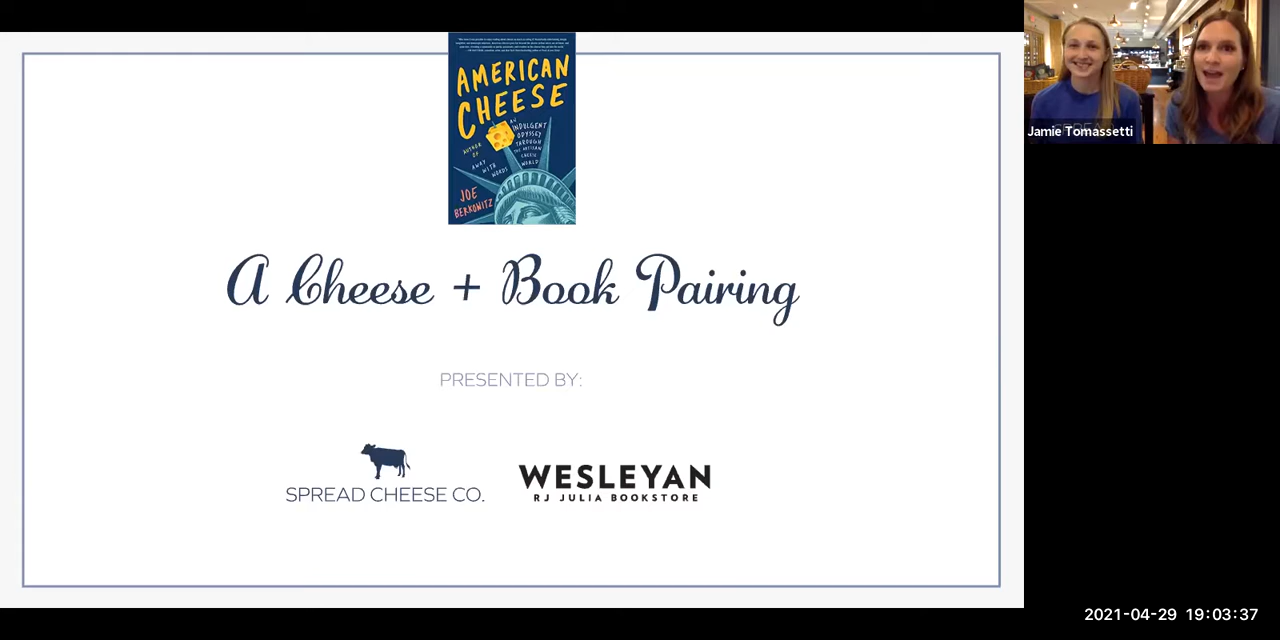 AMERICAN
CHEESE
AN
INDULGENT
ODYSSEY
THROUGH
THE ARTISAN
CHEESE
WORLD
AUTHOR
OF
AWAY
WITH
WORDS
JOE
BERKOWITZ
A Cheese + Book Pairing
PRESENTED BY:
SPREAD CHEESE CO.
WESLEYAN
RJ JULIA BOOKSTORE
Jamie Tomassetti
2021-04-29 19:03:37